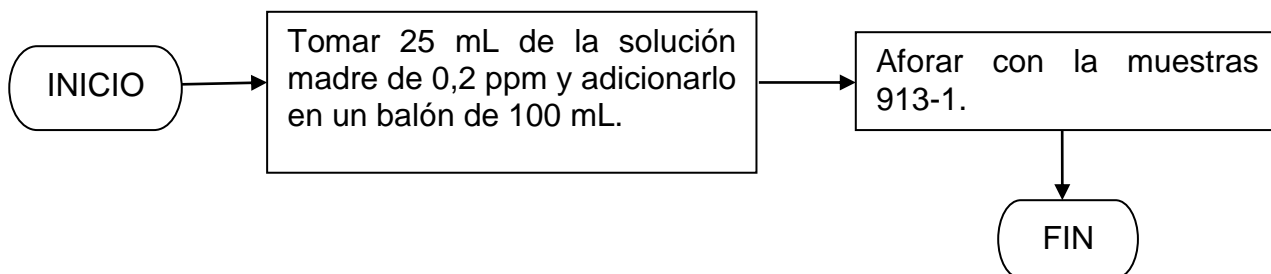 INICIO
Tomar 25 mL de la solución
madre de 0,2 ppm y adicionarlo
en un balón de 100 mL.
Aforar con la muestras
913-1.
FIN